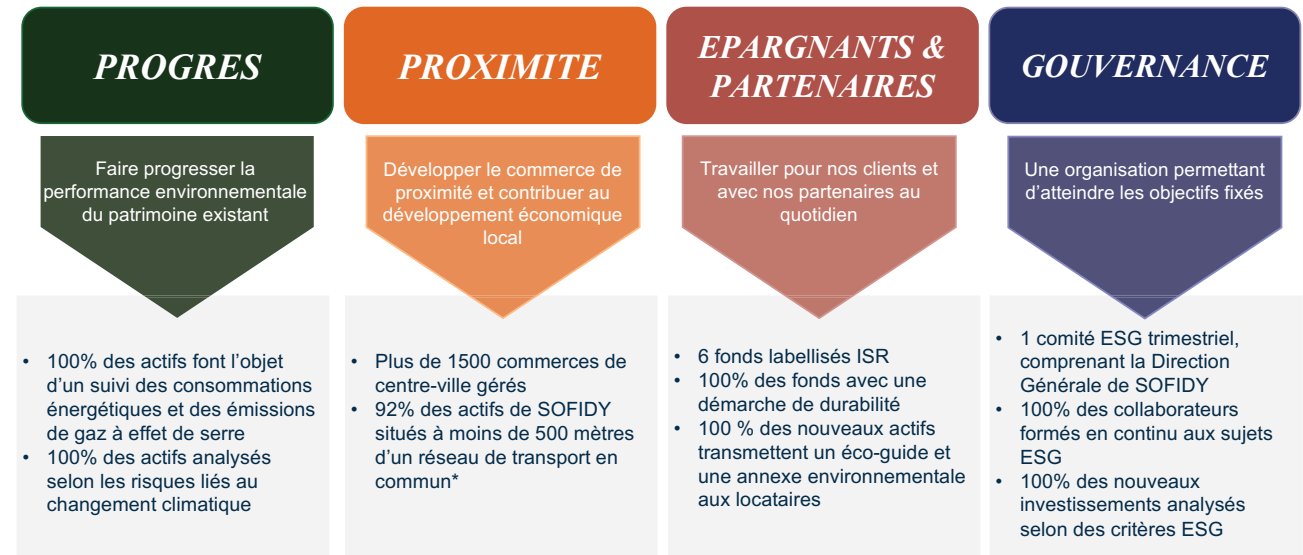 PROGRES
Faire progresser la
performance environnementale
du patrimoine existant
• 100% des actifs font l’objet
d’un suivi des consommations
énergétiques et des émissions
de gaz à effet de serre
• 100% des actifs analysés
selon les risques liés au
changement climatique
PROXIMITE
Développer le commerce de
proximité et contribuer au
développement économique
local
• Plus de 1500 commerces de
centre-ville gérés
• 92% des actifs de SOFIDY
situés à moins de 500 mètres
d’un réseau de transport en
commun*
EPARGNANTS &
PARTENAIRES
Travailler pour nos clients et
avec nos partenaires au
quotidien
• 6 fonds labellisés ISR
• 100% des fonds avec une
démarche de durabilité
• 100 % des nouveaux actifs
transmettent un éco-guide et
une annexe environnementale
aux locataires
GOUVERNANCE
Une organisation permettant
d’atteindre les objectifs fixés
• 1 comité ESG trimestriel,
comprenant la Direction
Générale de SOFIDY
• 100% des collaborateurs
formés en continu aux sujets
ESG
• 100% des nouveaux
investissements analysés
selon des critères ESG